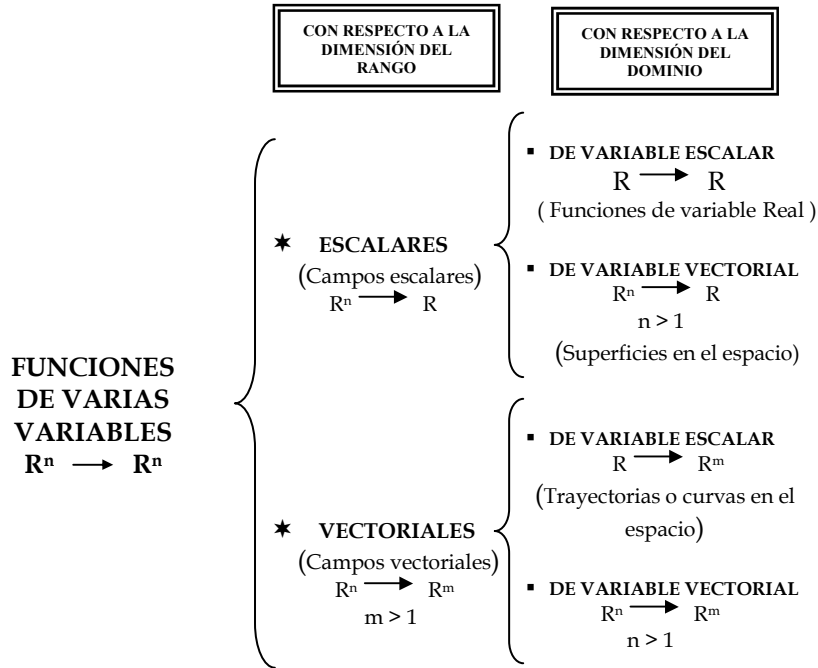 CON RESPECTO A LA
DIMENSIÓN DEL
RANGO
CON RESPECTO A LA
DIMENSIÓN DEL
DOMINIO
FUNCIONES
DE VARIAS
VARIABLES
Rⁿ → Rⁿ
✶ ESCALARES
(Campos escalares)
Rⁿ → R
▪ DE VARIABLE ESCALAR
R → R
( Funciones de variable Real )
▪ DE VARIABLE VECTORIAL
Rⁿ → R
n > 1
(Superficies en el espacio)
✶ VECTORIALES
(Campos vectoriales)
Rⁿ → Rᵐ
m > 1
▪ DE VARIABLE ESCALAR
R → Rᵐ
(Trayectorias o curvas en el
espacio)
▪ DE VARIABLE VECTORIAL
Rⁿ → Rᵐ
n > 1